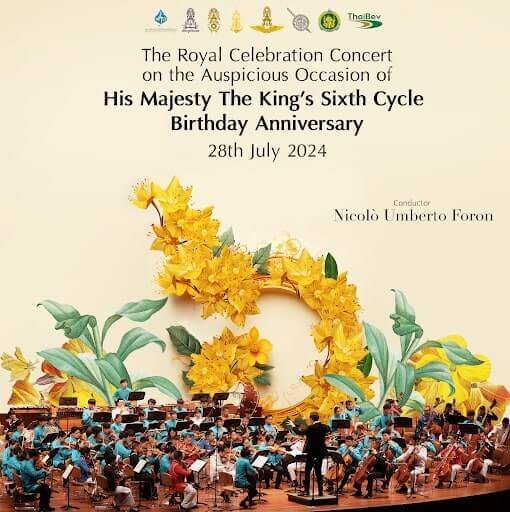 ThaiBev
The Royal Celebration Concert
on the Auspicious Occasion of
His Majesty The King's Sixth Cycle
Birthday Anniversary
28th July 2024
Conductor
Nicolò Umberto Foron